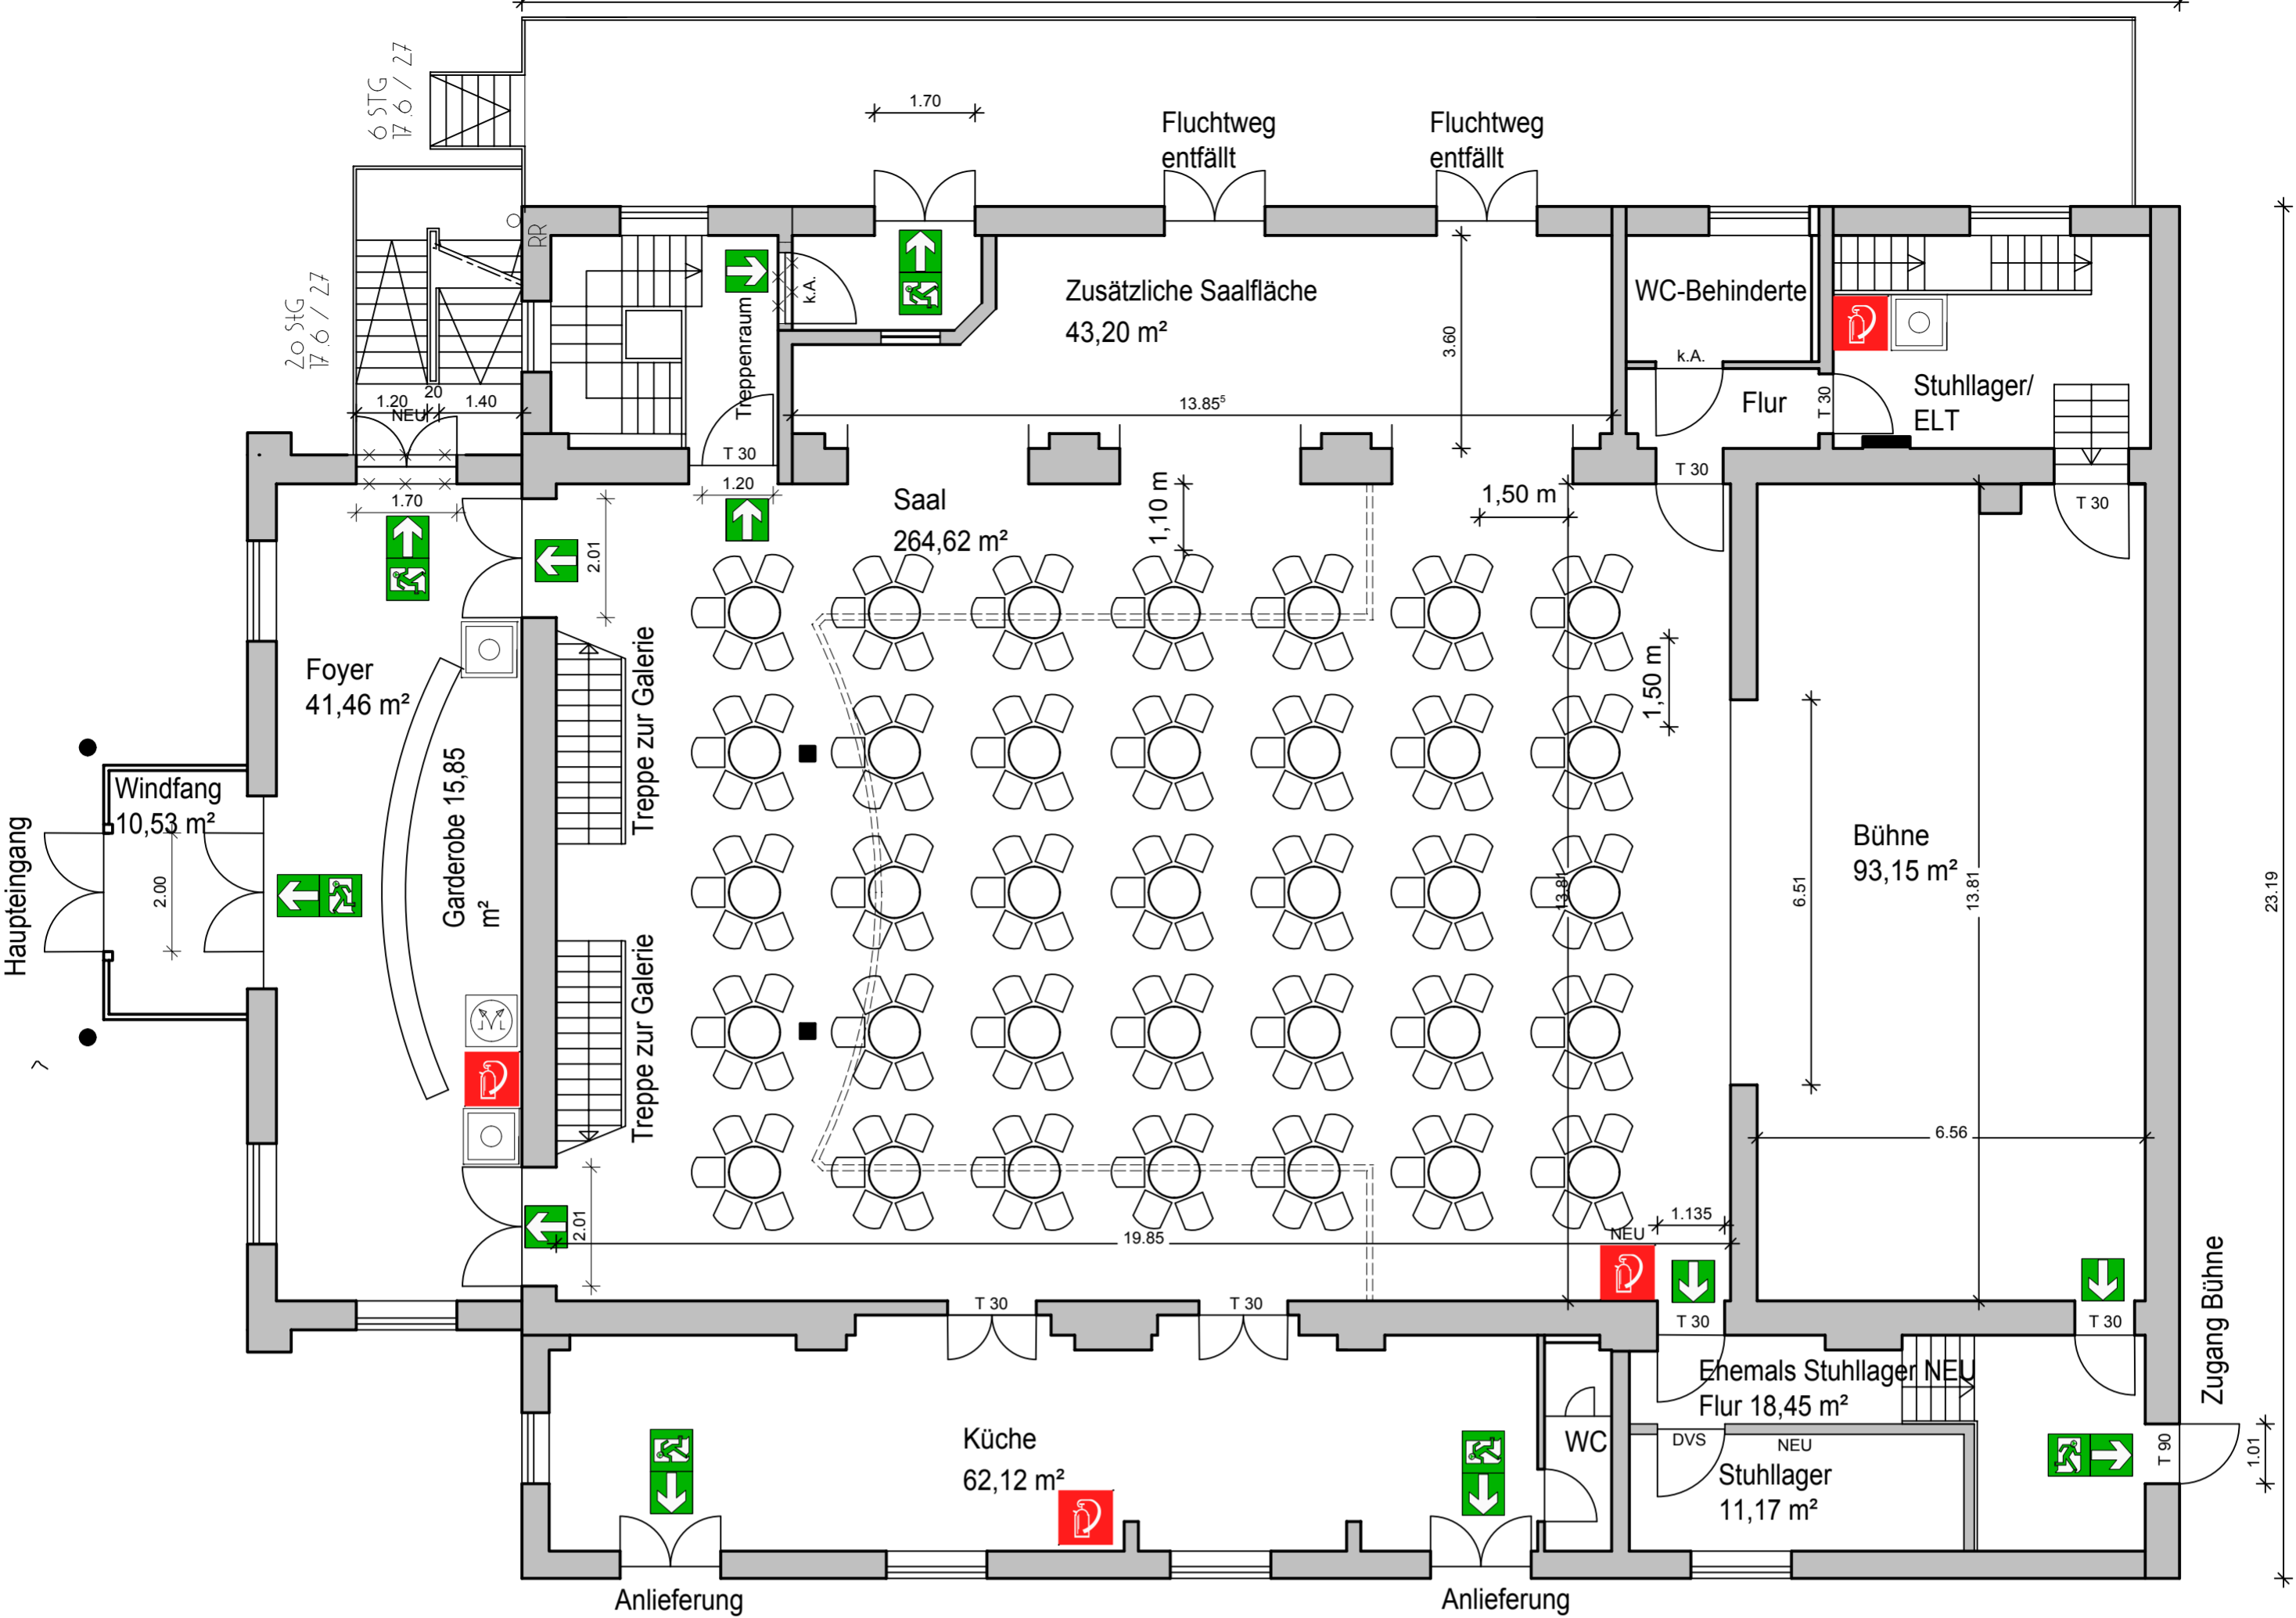 6 STG
17.6 / 27
1.70
Fluchtweg
entfällt
Fluchtweg
entfällt
20 StG
17.6 / 27
RR
Treppenraum
k.A.
Zusätzliche Saalfläche
43,20 m²
3.60
WC-Behinderte
k.A.
Flur
T 30
Stuhllager/
ELT
1.20
20
1.40
NEU
13.85⁵
T 30
1.20
1.70
2.01
Saal
264,62 m²
1,10 m
1,50 m
T 30
T 30
Foyer
41,46 m²
Treppe zur Galerie
1,50 m
Windfang
10,53 m²
Garderobe 15,85
m²
Haupteingang
2.00
13.81
6.51
Bühne
93,15 m²
13.81
23.19
Treppe zur Galerie
6.56
2.01
19.85
1.135
NEU
T 30
T 30
T 30
T 30
Zugang Bühne
Ehemals Stuhllager NEU
Flur 18,45 m²
Küche
62,12 m²
WC
DVS
NEU
Stuhllager
11,17 m²
T 90
1.01
Anlieferung
Anlieferung